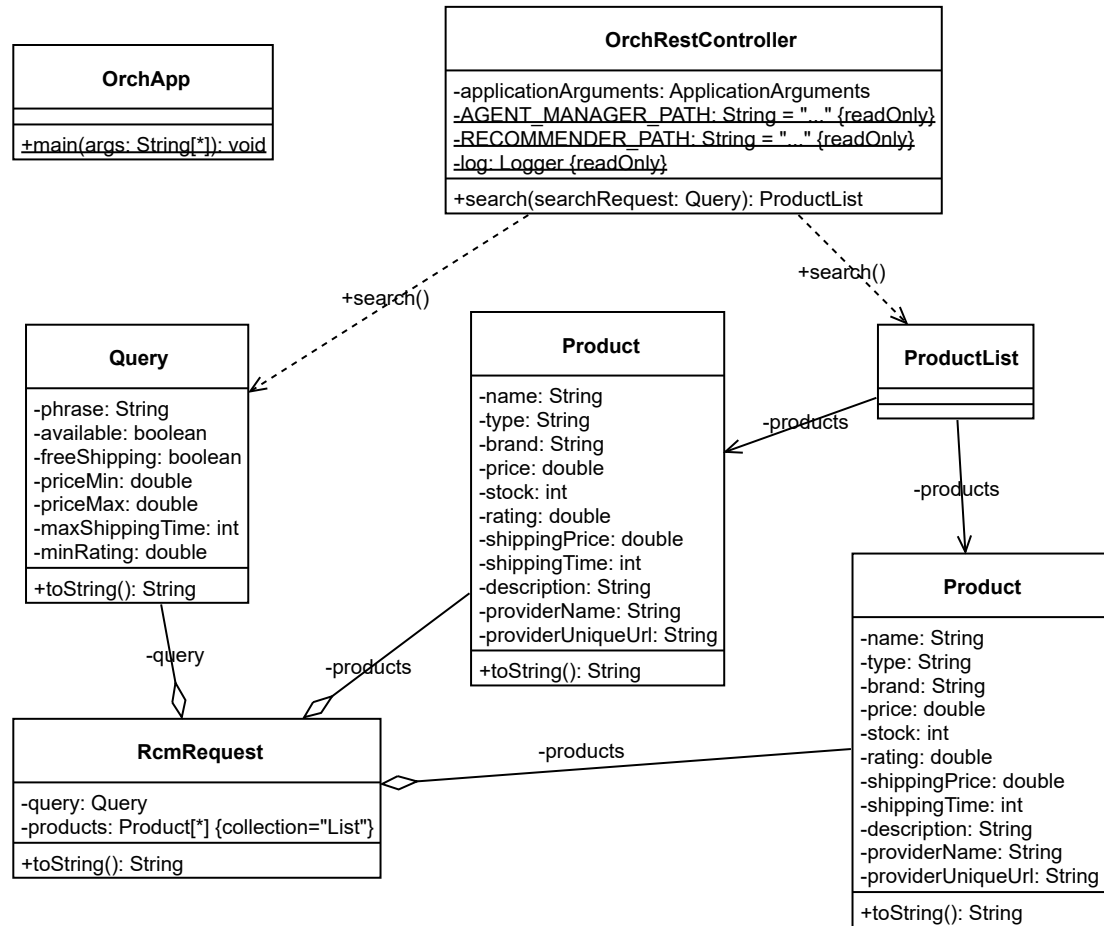 OrchApp
+main(args: String[*]): void
OrchRestController
-applicationArguments: ApplicationArguments
-AGENT_MANAGER_PATH: String = "..." {readOnly}
-RECOMMENDER_PATH: String = "..." {readOnly}
-log: Logger {readOnly}
+search(searchRequest: Query): ProductList
+search()
+search()
Query
-phrase: String
-available: boolean
-freeShipping: boolean
-priceMin: double
-priceMax: double
-maxShippingTime: int
-minRating: double
+toString(): String
Product
-name: String
-type: String
-brand: String
-price: double
-stock: int
-rating: double
-shippingPrice: double
-shippingTime: int
-description: String
-providerName: String
-providerUniqueUrl: String
+toString(): String
ProductList
-products
-products
-query
-products
-products
RcmRequest
-query: Query
-products: Product[*] {collection="List"}
+toString(): String
Product
-name: String
-type: String
-brand: String
-price: double
-stock: int
-rating: double
-shippingPrice: double
-shippingTime: int
-description: String
-providerName: String
-providerUniqueUrl: String
+toString(): String